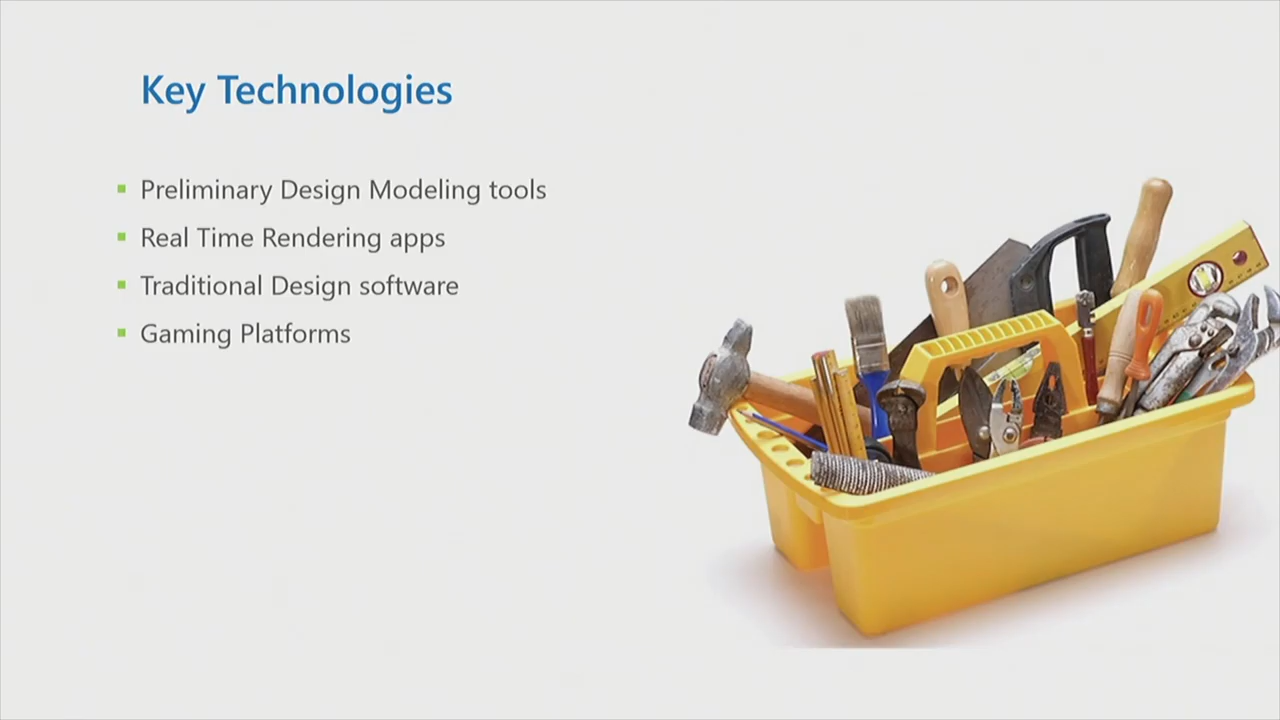 Key Technologies
Preliminary Design Modeling tools
Real Time Rendering apps
Traditional Design software
Gaming Platforms